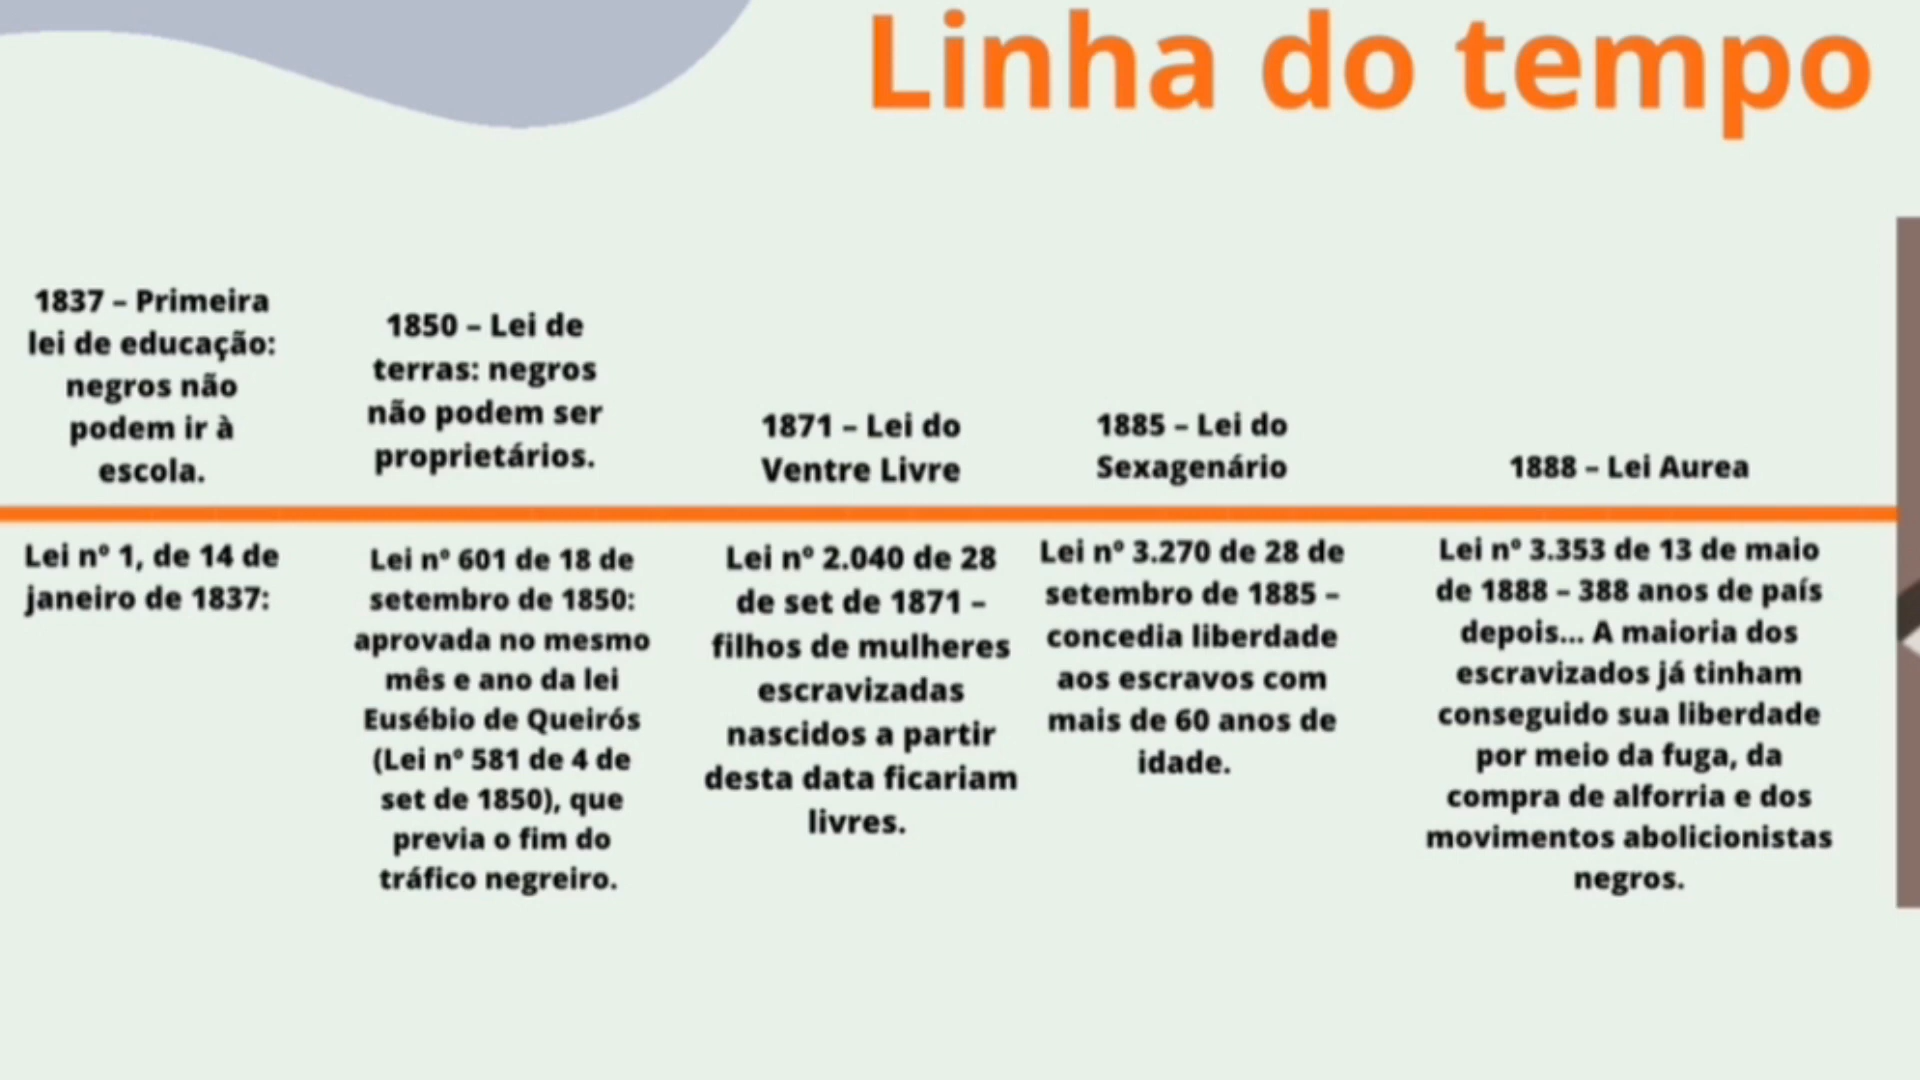 Linha do tempo
1837 – Primeira
lei de educação:
negros não
podem ir à
escola.
Lei nº 1, de 14 de
janeiro de 1837:
1850 – Lei de
terras: negros
não podem ser
proprietários.
Lei nº 601 de 18 de
setembro de 1850:
aprovada no mesmo
mês e ano da lei
Eusébio de Queirós
(Lei nº 581 de 4 de
set de 1850), que
previa o fim do
tráfico negreiro.
1871 – Lei do
Ventre Livre
Lei nº 2.040 de 28
de set de 1871 –
filhos de mulheres
escravizadas
nascidos a partir
desta data ficariam
livres.
1885 – Lei do
Sexagenário
Lei nº 3.270 de 28 de
setembro de 1885 –
concedia liberdade
aos escravos com
mais de 60 anos de
idade.
1888 – Lei Aurea
Lei nº 3.353 de 13 de maio
de 1888 – 388 anos de país
depois... A maioria dos
escravizados já tinham
conseguido sua liberdade
por meio da fuga, da
compra de alforria e dos
movimentos abolicionistas
negros.